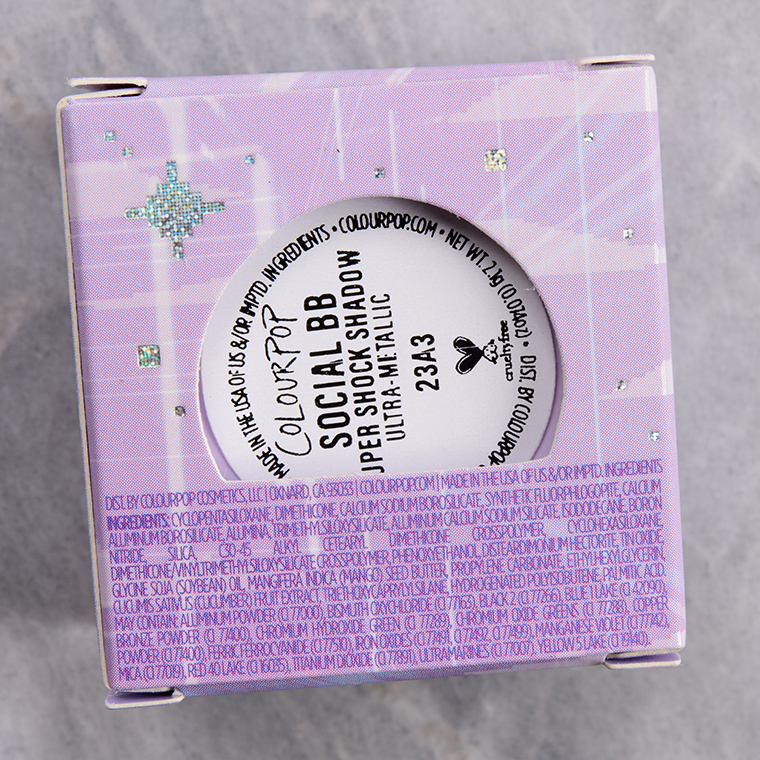 MADE IN THE USA OF US &/OR IMPTD. INGREDIENTS • COLOURPOP.COM • NET WT. 2.1g (0.074oz) • DIST. BY COLOURPOP
COLOURPOP
SOCIAL BB
UPER SHOCK SHADOW
ULTRA-METALLIC
23A3
cruelty free
DIST. BY COLOURPOP COSMETICS, LLC | OXNARD, CA 93033 | COLOURPOP.COM | MADE IN THE USA OF US &/OR IMPTD. INGREDIENTS
INGREDIENTS: CYCLOPENTASILOXANE, DIMETHICONE, CALCIUM SODIUM BOROSILICATE, SYNTHETIC FLUORPHLOGOPITE, CALCIUM
ALUMINUM BOROSILICATE, ALUMINA, TRIMETHYLSILOXYSILICATE, ALUMINUM CALCIUM SODIUM SILICATE, ISODODECANE, BORON
NITRIDE, SILICA, C30-45 ALKYL CETEARYL DIMETHICONE CROSSPOLYMER, CYCLOHEXASILOXANE,
DIMETHICONE/VINYLTRIMETHYLSILOXYSILICATE CROSSPOLYMER, PHENOXYETHANOL, DISTEARDIMONIUM HECTORITE, TIN OXIDE,
GLYCINE SOJA (SOYBEAN) OIL, MANGIFERA INDICA (MANGO) SEED BUTTER, PROPYLENE CARBONATE, ETHYLHEXYLGLYCERIN,
CUCUMIS SATIVUS (CUCUMBER) FRUIT EXTRACT, TRIETHOXYCAPRYLYLSILANE, HYDROGENATED POLYISOBUTENE, PALMITIC ACID.
MAY CONTAIN: ALUMINUM POWDER (CI 77000), BISMUTH OXYCHLORIDE (CI 77163), BLACK 2 (CI 77266), BLUE 1 LAKE (CI 42090),
BRONZE POWDER (CI 77400), CHROMIUM HYDROXIDE GREEN (CI 77289), CHROMIUM OXIDE GREENS (CI 77288), COPPER
POWDER (CI 77400), FERRIC FERROCYANIDE (CI 77510), IRON OXIDES (CI 77491, CI 77492, CI 77499), MANGANESE VIOLET (CI 77742),
MICA (CI 77019), RED 40 LAKE (CI 16035), TITANIUM DIOXIDE (CI 77891), ULTRAMARINES (CI 77007), YELLOW 5 LAKE (CI 19140).